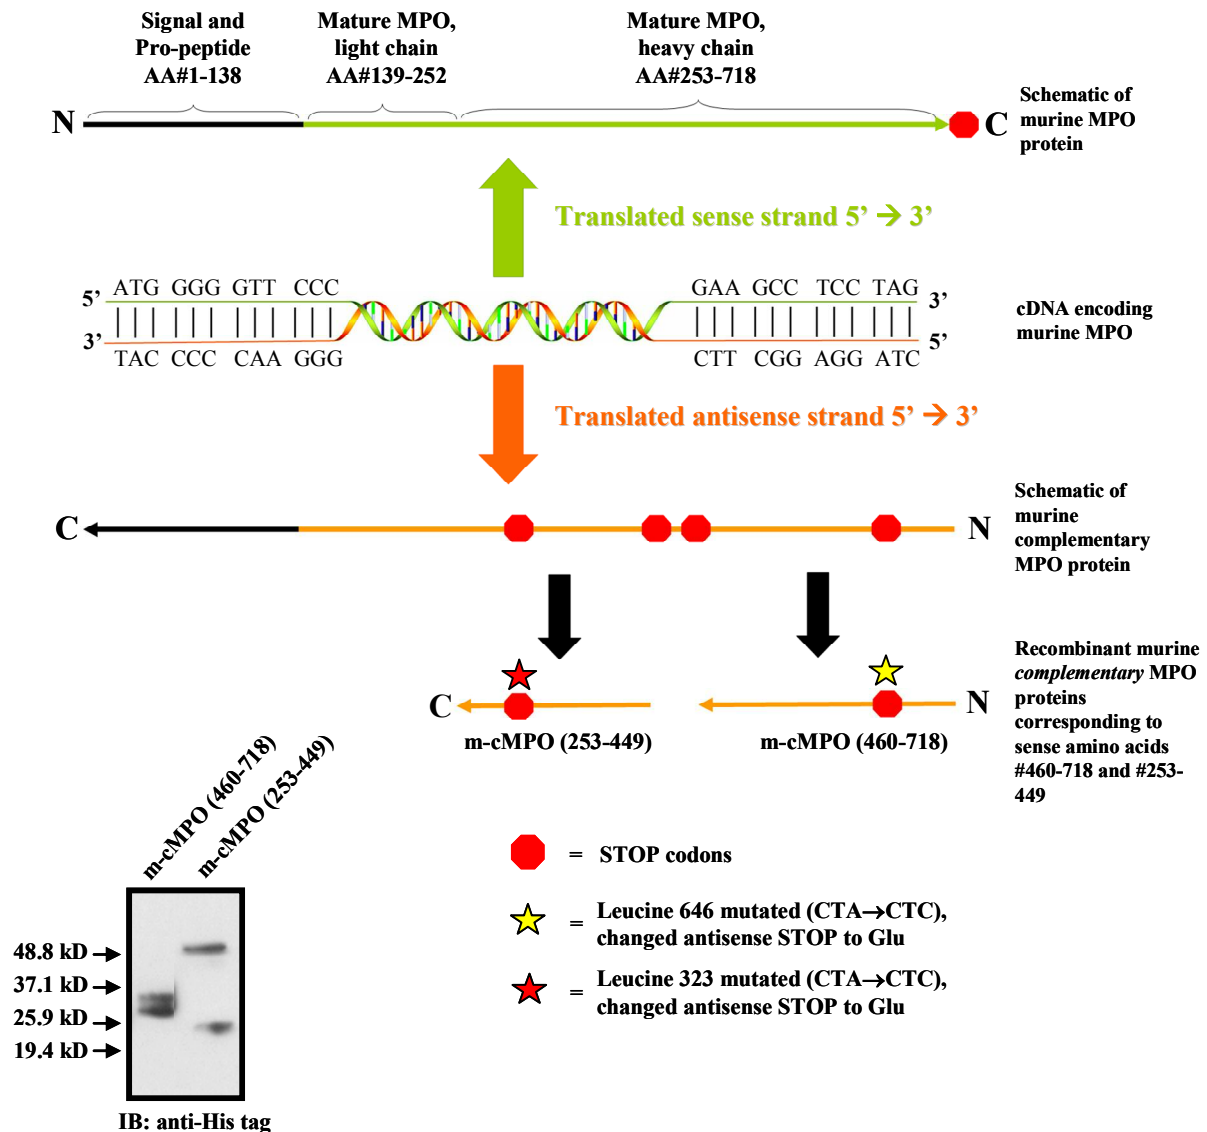 Signal and
Pro-peptide
AA#1-138
Mature MPO,
light chain
AA#139-252
Mature MPO,
heavy chain
AA#253-718
N
C
Schematic of
murine MPO
protein
Translated sense strand 5’ → 3’
5’ ATG GGG GTT CCC GAA GCC TCC TAG 3’
3’ TAC CCC CAA GGG CTT CGG AGG ATC 5’
cDNA encoding
murine MPO
Translated antisense strand 5’ → 3’
C
N
Schematic of
murine
complementary
MPO protein
C
N
m-cMPO (253-449)
m-cMPO (460-718)
Recombinant murine
complementary MPO
proteins
corresponding to
sense amino acids
#460-718 and #253-
449
m-cMPO (460-718)
m-cMPO (253-449)
48.8 kD
37.1 kD
25.9 kD
19.4 kD
IB: anti-His tag
= STOP codons
= Leucine 646 mutated (CTA→CTC),
changed antisense STOP to Glu
= Leucine 323 mutated (CTA→CTC),
changed antisense STOP to Glu